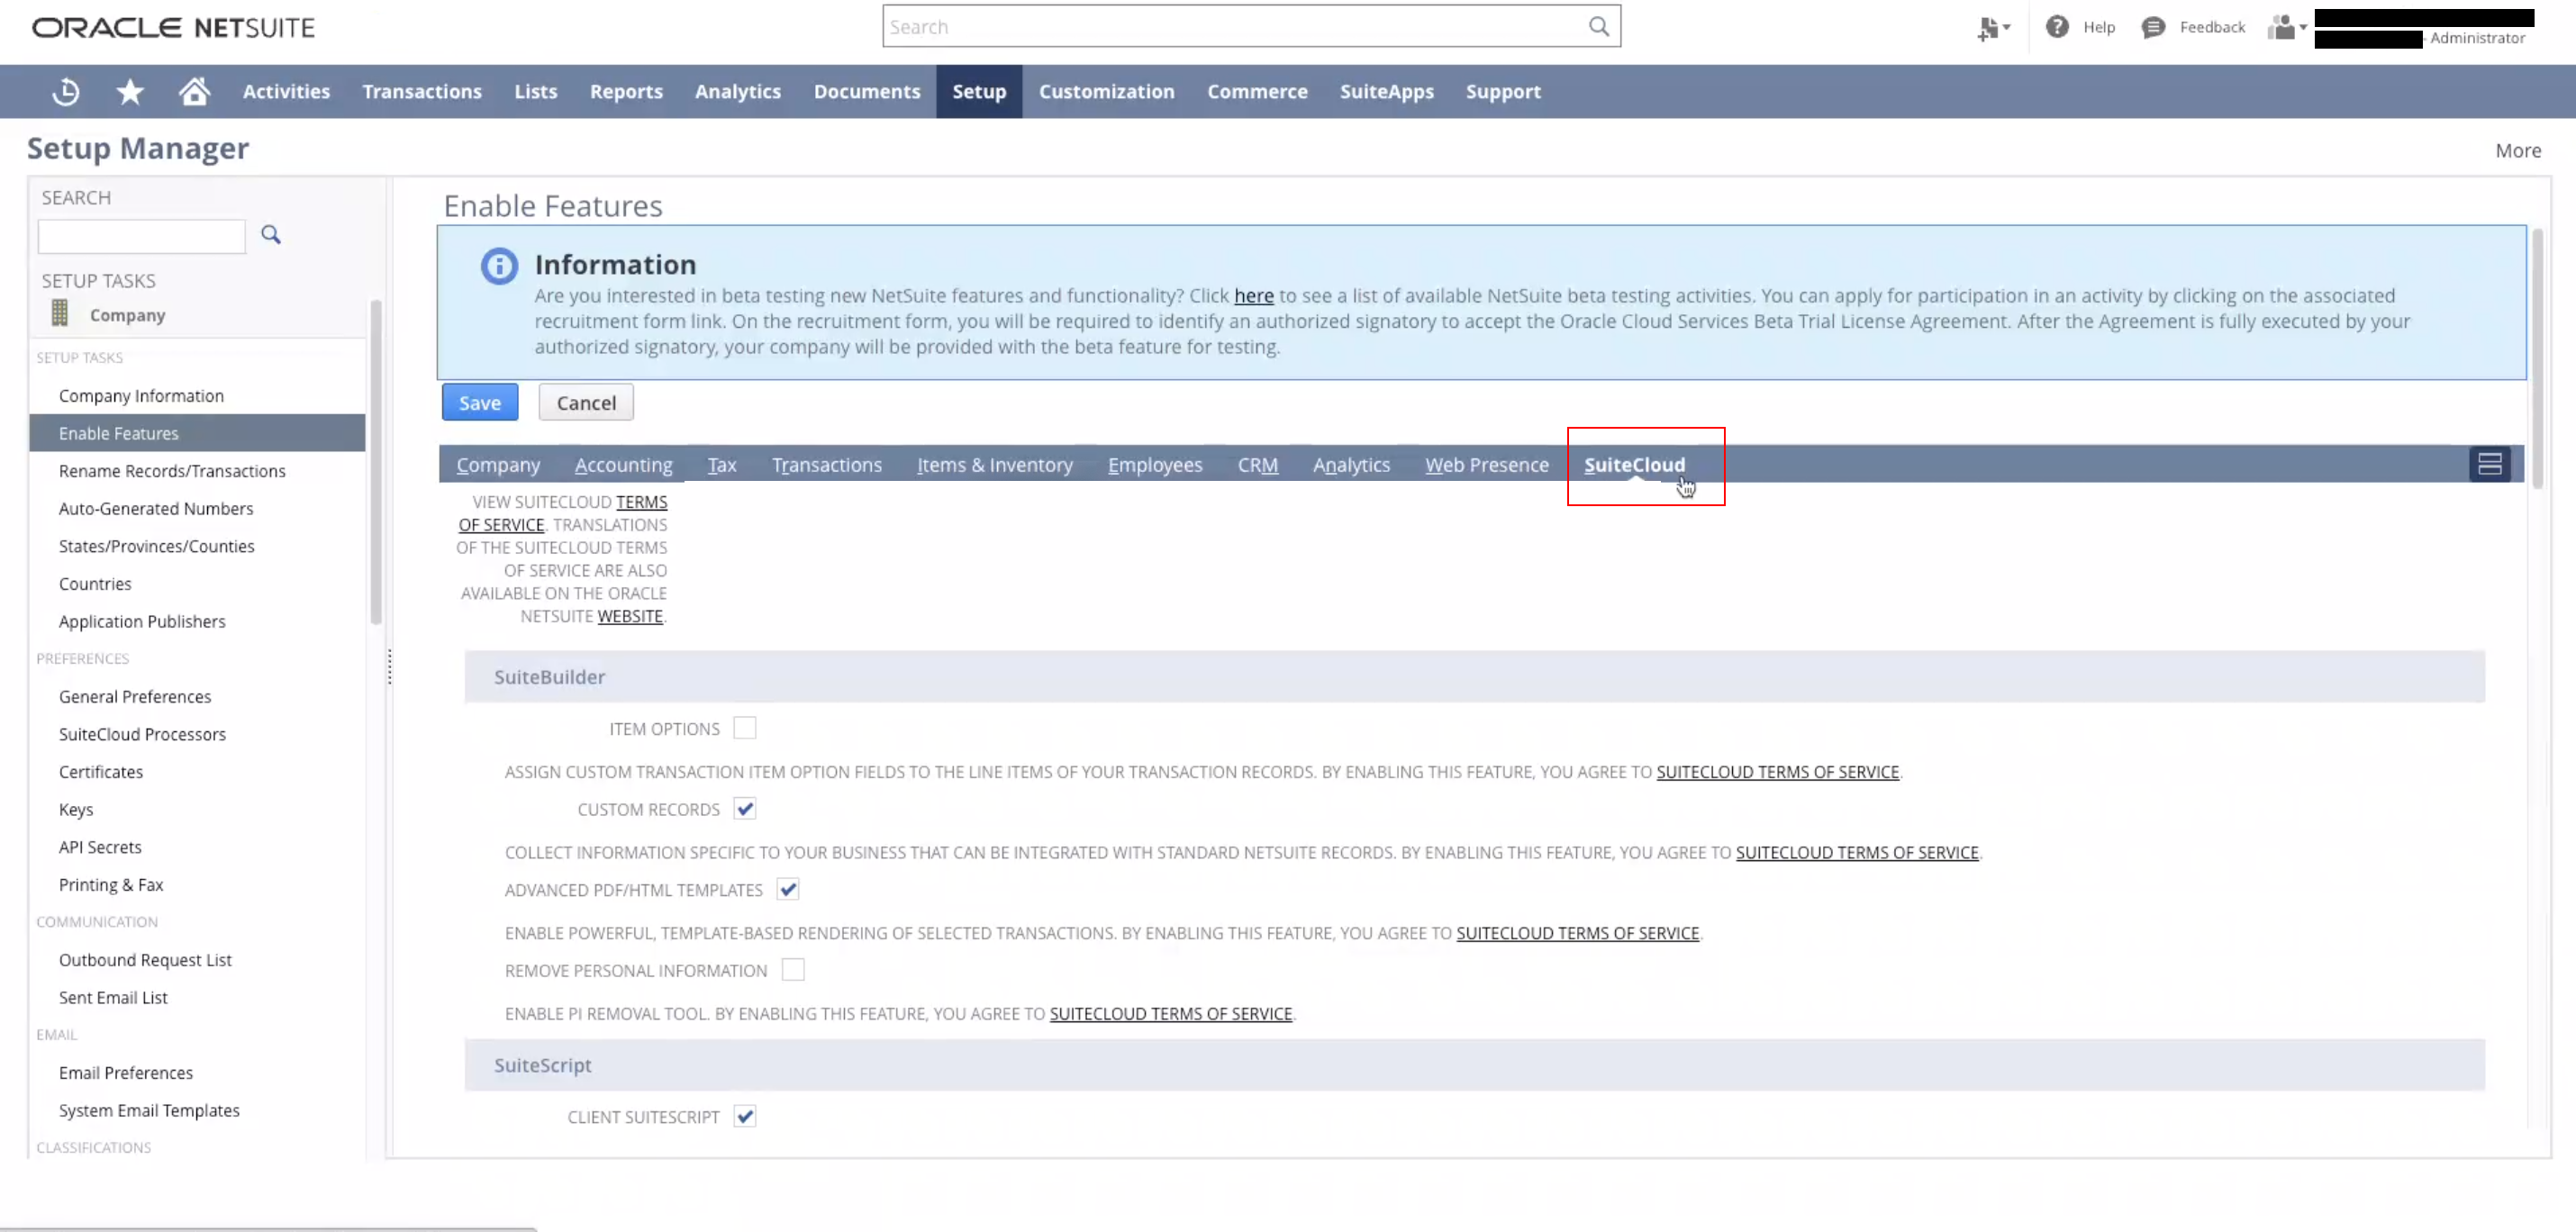 ORACLE NETSUITE
Search
Help
Feedback
- Administrator
Activities
Transactions
Lists
Reports
Analytics
Documents
Setup
Customization
Commerce
SuiteApps
Support
Setup Manager
More
SEARCH
SETUP TASKS
Company
SETUP TASKS
Company Information
Enable Features
Rename Records/Transactions
Auto-Generated Numbers
States/Provinces/Counties
Countries
Application Publishers
PREFERENCES
General Preferences
SuiteCloud Processors
Certificates
Keys
API Secrets
Printing & Fax
COMMUNICATION
Outbound Request List
Sent Email List
EMAIL
Email Preferences
System Email Templates
CLASSIFICATIONS
Enable Features
Information
Are you interested in beta testing new NetSuite features and functionality? Click here to see a list of available NetSuite beta testing activities. You can apply for participation in an activity by clicking on the associated
recruitment form link. On the recruitment form, you will be required to identify an authorized signatory to accept the Oracle Cloud Services Beta Trial License Agreement. After the Agreement is fully executed by your
authorized signatory, your company will be provided with the beta feature for testing.
Save
Cancel
Company
Accounting
Tax
Transactions
Items & Inventory
Employees
CRM
Analytics
Web Presence
SuiteCloud
VIEW SUITECLOUD TERMS
OF SERVICE. TRANSLATIONS
OF THE SUITECLOUD TERMS
OF SERVICE ARE ALSO
AVAILABLE ON THE ORACLE
NETSUITE WEBSITE.
SuiteBuilder
ITEM OPTIONS
ASSIGN CUSTOM TRANSACTION ITEM OPTION FIELDS TO THE LINE ITEMS OF YOUR TRANSACTION RECORDS. BY ENABLING THIS FEATURE, YOU AGREE TO SUITECLOUD TERMS OF SERVICE.
CUSTOM RECORDS
COLLECT INFORMATION SPECIFIC TO YOUR BUSINESS THAT CAN BE INTEGRATED WITH STANDARD NETSUITE RECORDS. BY ENABLING THIS FEATURE, YOU AGREE TO SUITECLOUD TERMS OF SERVICE.
ADVANCED PDF/HTML TEMPLATES
ENABLE POWERFUL, TEMPLATE-BASED RENDERING OF SELECTED TRANSACTIONS. BY ENABLING THIS FEATURE, YOU AGREE TO SUITECLOUD TERMS OF SERVICE.
REMOVE PERSONAL INFORMATION
ENABLE PI REMOVAL TOOL. BY ENABLING THIS FEATURE, YOU AGREE TO SUITECLOUD TERMS OF SERVICE.
SuiteScript
CLIENT SUITESCRIPT